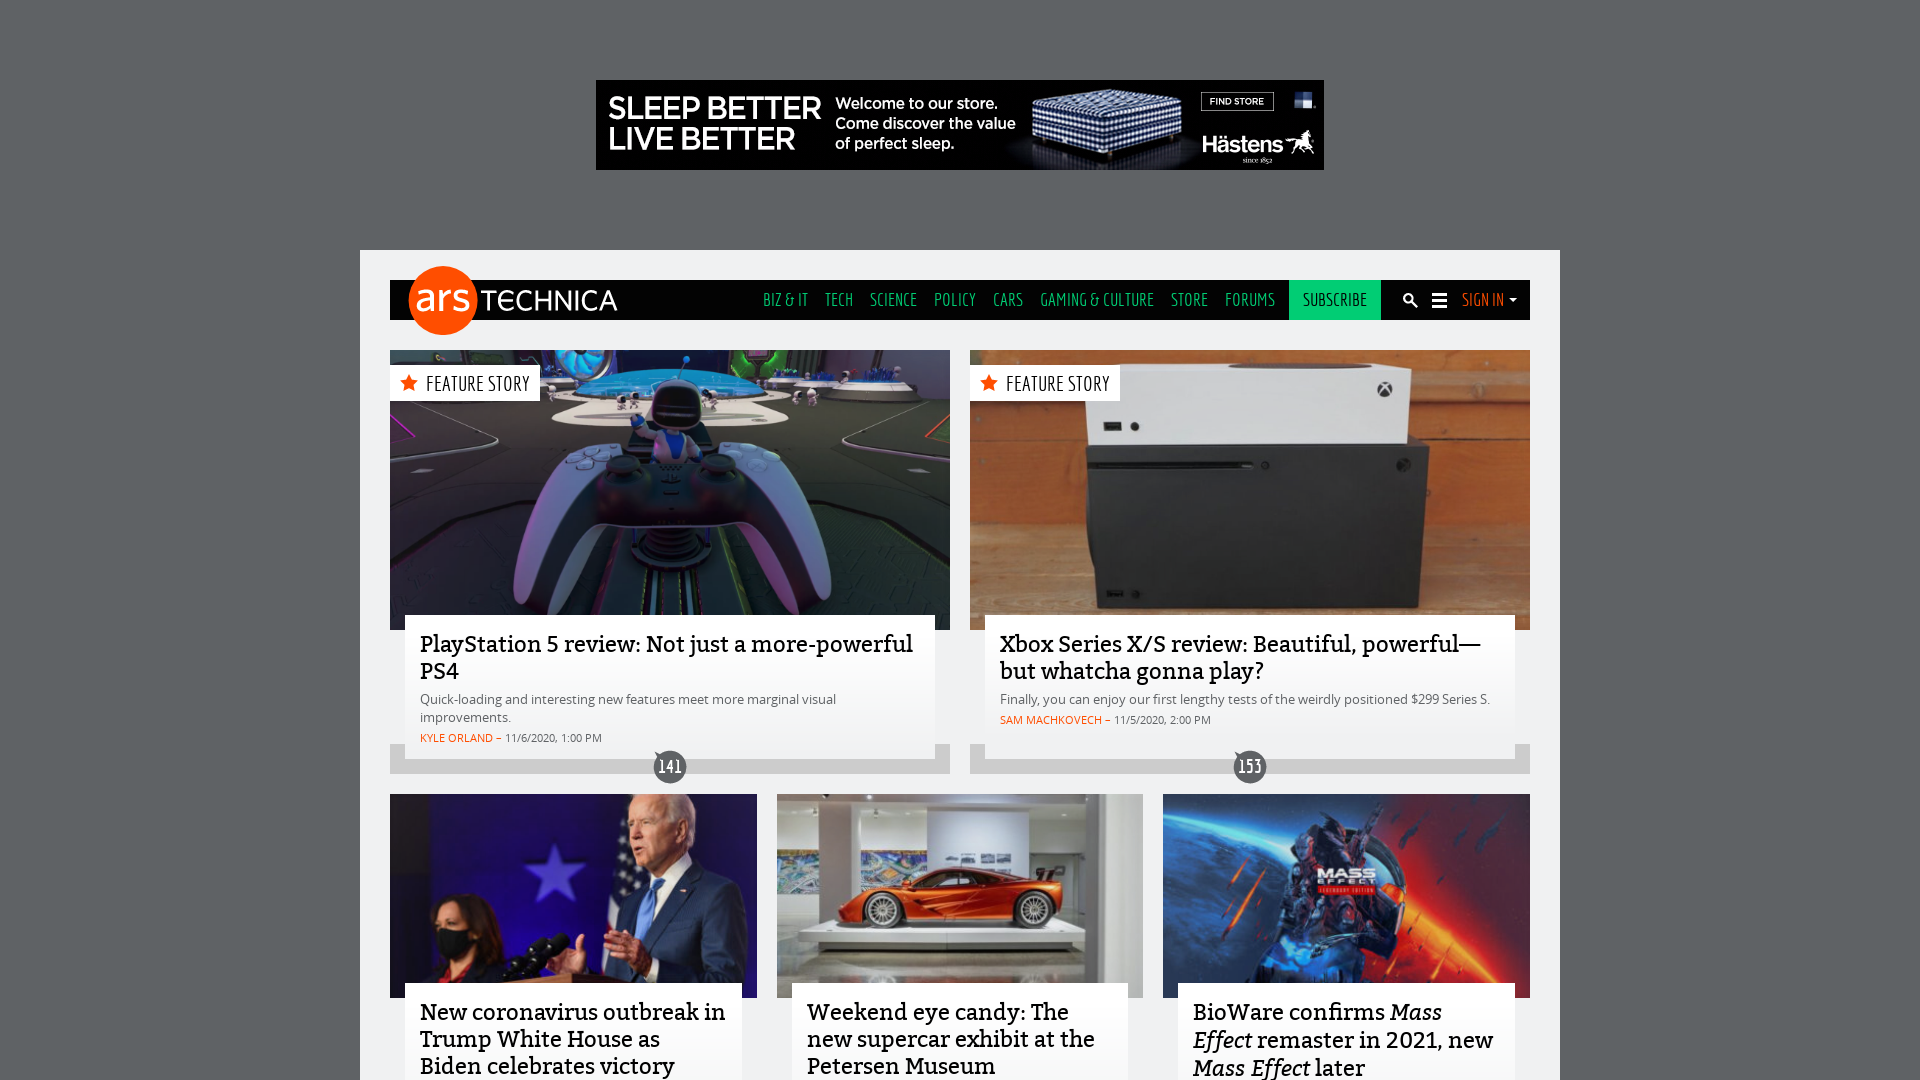 SLEEP BETTER
LIVE BETTER
Welcome to our store.
Come discover the value
of perfect sleep.
FIND STORE
Hästens
since 1852
ars TECHNICA
BIZ & IT TECH SCIENCE POLICY CARS GAMING & CULTURE STORE FORUMS SUBSCRIBE SIGN IN
FEATURE STORY
PlayStation 5 review: Not just a more-powerful
PS4
Quick-loading and interesting new features meet more marginal visual
improvements.
KYLE ORLAND – 11/6/2020, 1:00 PM
141
FEATURE STORY
Xbox Series X/S review: Beautiful, powerful—
but whatcha gonna play?
Finally, you can enjoy our first lengthy tests of the weirdly positioned $299 Series S.
SAM MACHKOVECH – 11/5/2020, 2:00 PM
153
New coronavirus outbreak in
Trump White House as
Biden celebrates victory
Weekend eye candy: The
new supercar exhibit at the
Petersen Museum
MASS
EFFECT
LEGENDARY EDITION
BioWare confirms Mass
Effect remaster in 2021, new
Mass Effect later